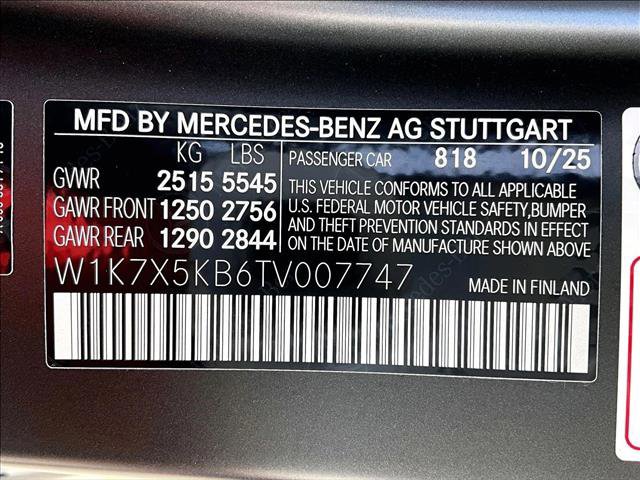 MFD BY MERCEDES-BENZ AG STUTTGART
KG LBS
GWVR 2515 5545
GAWR FRONT 1250 2756
GAWR REAR 1290 2844
PASSENGER CAR 818 10/25
THIS VEHICLE CONFORMS TO ALL APPLICABLE
U.S. FEDERAL MOTOR VEHICLE SAFETY,BUMPER
AND THEFT PREVENTION STANDARDS IN EFFECT
ON THE DATE OF MANUFACTURE SHOWN ABOVE.
W1K7X5KB6TV007747
MADE IN FINLAND